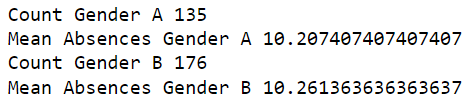 Count Gender A 135
Mean Absences Gender A 10.207407407407407
Count Gender B 176
Mean Absences Gender B 10.261363636363637